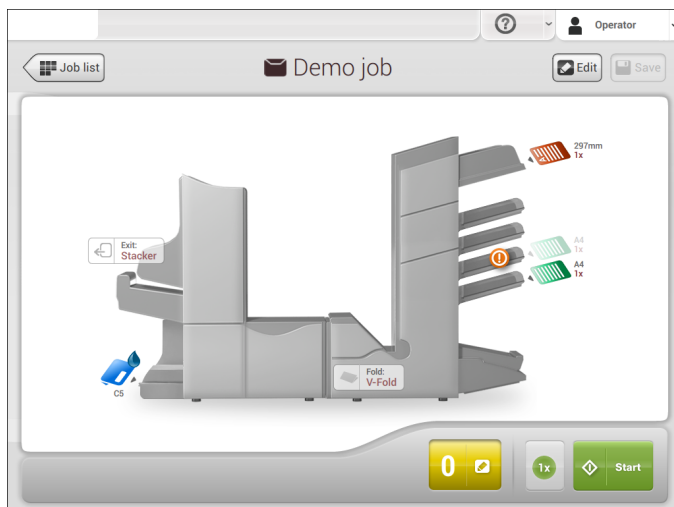 ?
Operator
Job list
Demo job
Edit
Save
297mm
1x
Exit:
Stacker
A4
1x
A4
1x
Fold:
V-Fold
C5
0
1x
Start